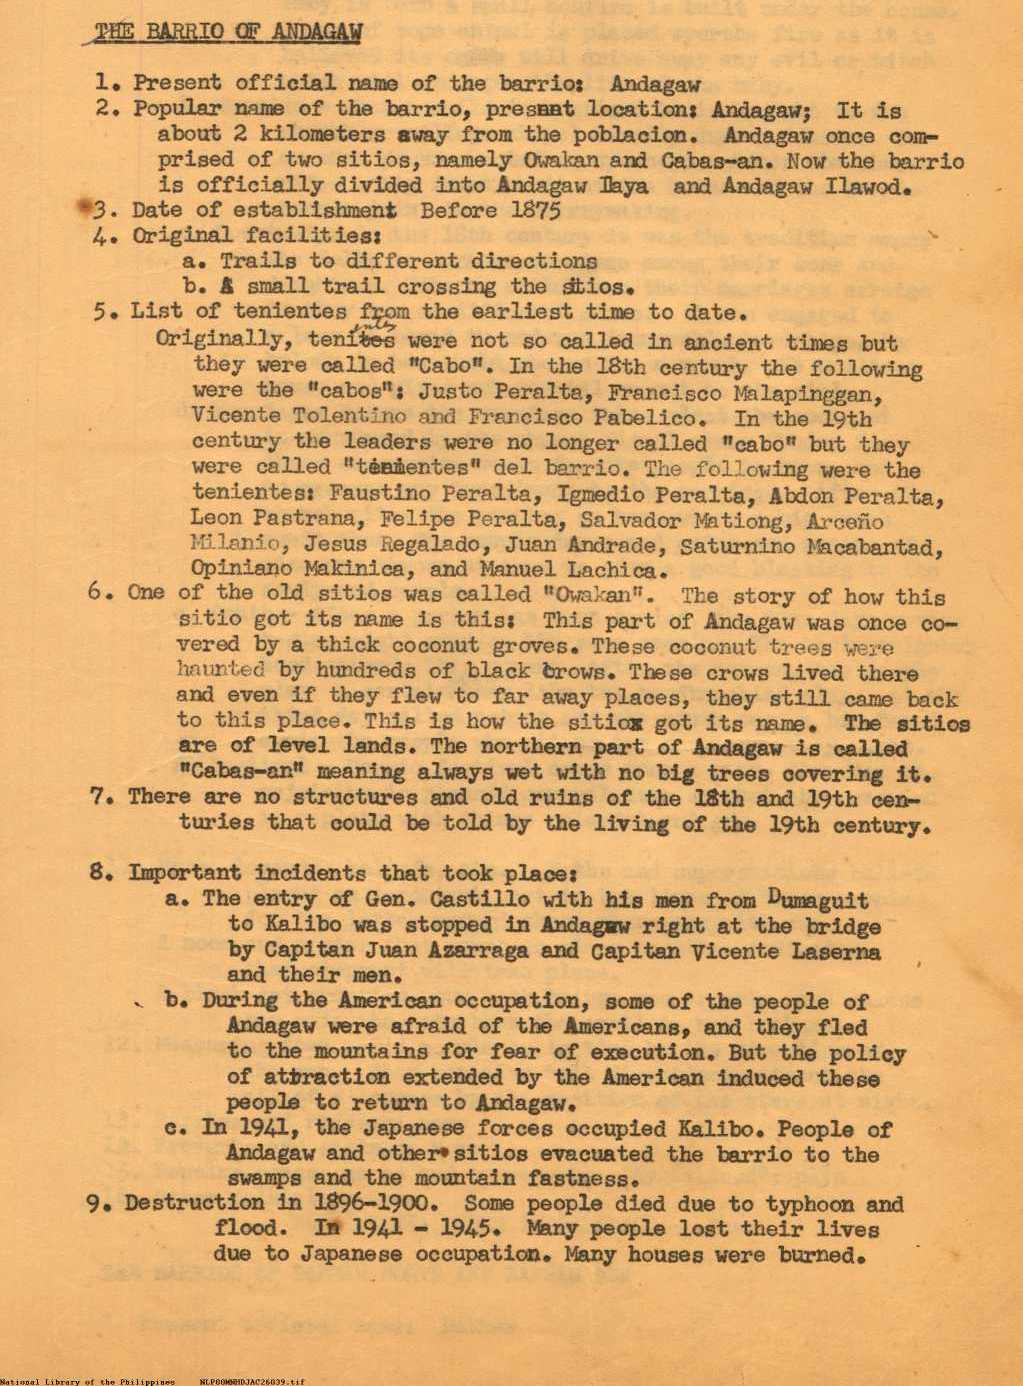 THE BARRIO OF ANDAGAW
1. Present official name of the barrio: Andagaw
2. Popular name of the barrio, present location: Andagaw; It is
about 2 kilometers away from the poblacion. Andagaw once com-
prised of two sitios, namely Owakan and Cabas-an. Now the barrio
is officially divided into Andagaw Ilaya and Andagaw Ilawod.
3. Date of establishment Before 1875
4. Original facilities:
a. Trails to different directions
b. A small trail crossing the sitios.
5. List of tenientes from the earliest time to date.
Originally, tenientes were not so called in ancient times but
they were called "Cabo". In the 18th century the following
were the "cabos": Justo Peralta, Francisco Malapinggan,
Vicente Tolentino and Francisco Pabelico. In the 19th
century the leaders were no longer called "cabo" but they
were called "tenientes" del barrio. The following were the
tenientes: Faustino Peralta, Igmedio Peralta, Abdon Peralta,
Leon Pastrana, Felipe Peralta, Salvador Mationg, Arceño
Milanio, Jesus Regalado, Juan Andrade, Saturnino Macabantad,
Opiniano Makinica, and Manuel Lachica.
6. One of the old sitios was called "Owakan". The story of how this
sitio got its name is this: This part of Andagaw was once co-
vered by a thick coconut groves. These coconut trees were
haunted by hundreds of black crows. These crows lived there
and even if they flew to far away places, they still came back
to this place. This is how the sitio got its name. The sitios
are of level lands. The northern part of Andagaw is called
"Cabas-an" meaning always wet with no big trees covering it.
7. There are no structures and old ruins of the 18th and 19th cen-
turies that could be told by the living of the 19th century.
8. Important incidents that took place:
a. The entry of Gen. Castillo with his men from Dumaguit
to Kalibo was stopped in Andagaw right at the bridge
by Capitan Juan Azarraga and Capitan Vicente Laserna
and their men.
b. During the American occupation, some of the people of
Andagaw were afraid of the Americans, and they fled
to the mountains for fear of execution. But the policy
of attraction extended by the American induced these
people to return to Andagaw.
c. In 1941, the Japanese forces occupied Kalibo. People of
Andagaw and other sitios evacuated the barrio to the
swamps and the mountain fastness.
9. Destruction in 1896-1900. Some people died due to typhoon and
flood. In 1941 - 1945. Many people lost their lives
due to Japanese occupation. Many houses were burned.
National Library of the Philippines NLP00MNHDJAC26039.tif